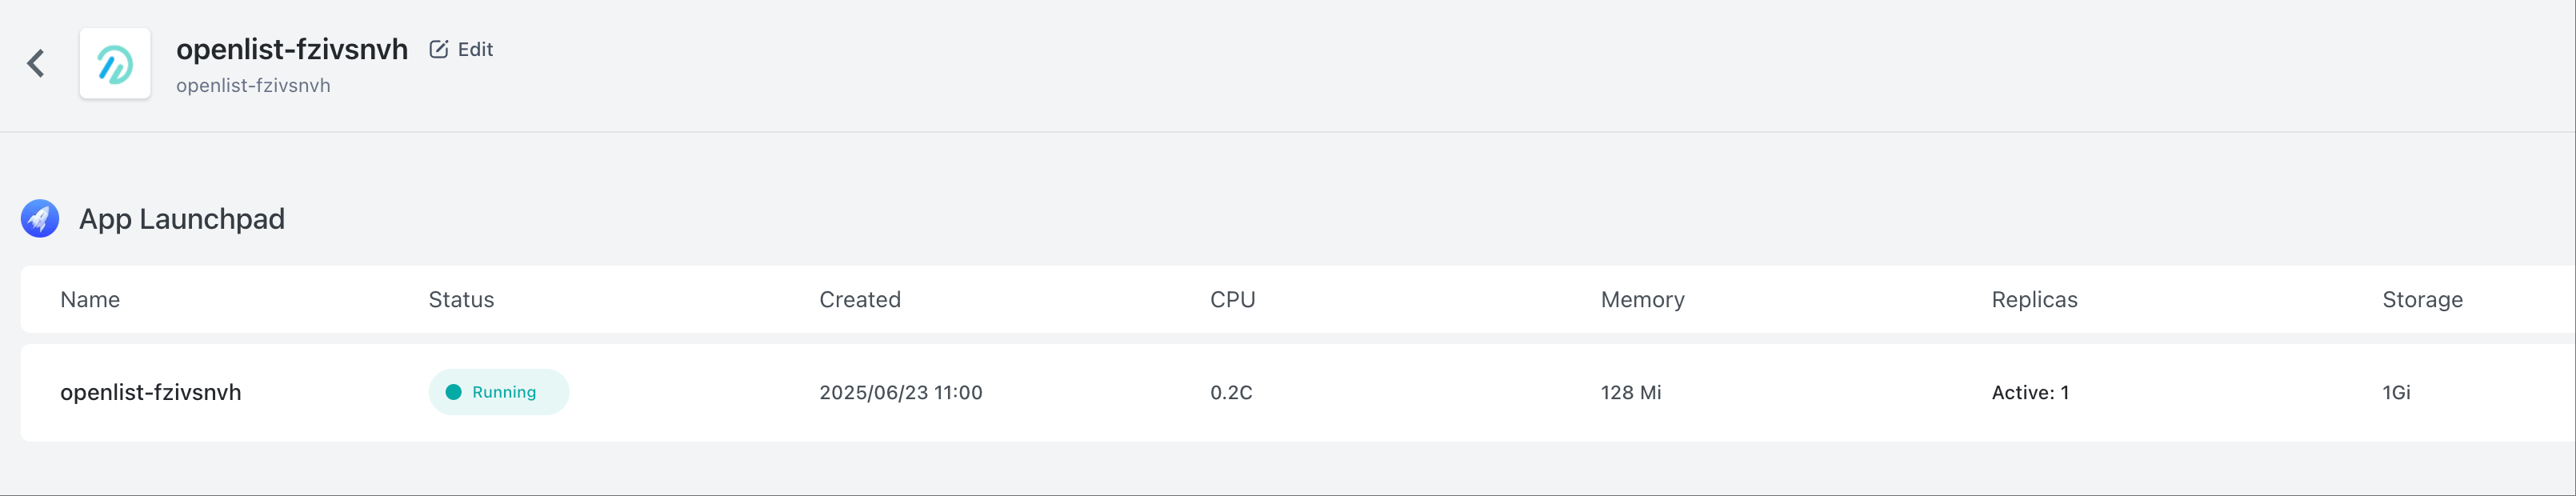 openlist-fzivsnvh Edit
openlist-fzivsnvh
App Launchpad
Name Status Created CPU Memory Replicas Storage
openlist-fzivsnvh Running 2025/06/23 11:00 0.2C 128 Mi Active: 1 1Gi